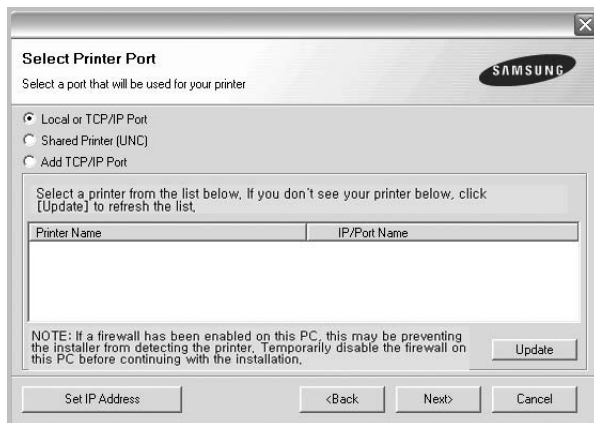 Select Printer Port
Select a port that will be used for your printer
SAMSUNG
Local or TCP/IP Port
Shared Printer (UNC)
Add TCP/IP Port
Select a printer from the list below, If you don't see your printer below, click
[Update] to refresh the list,
Printer Name IP/Port Name
NOTE: If a firewall has been enabled on this PC, this may be preventing
the installer from detecting the printer, Temporarily disable the firewall on
this PC before continuing with the installation,
Update
Set IP Address <Back Next> Cancel